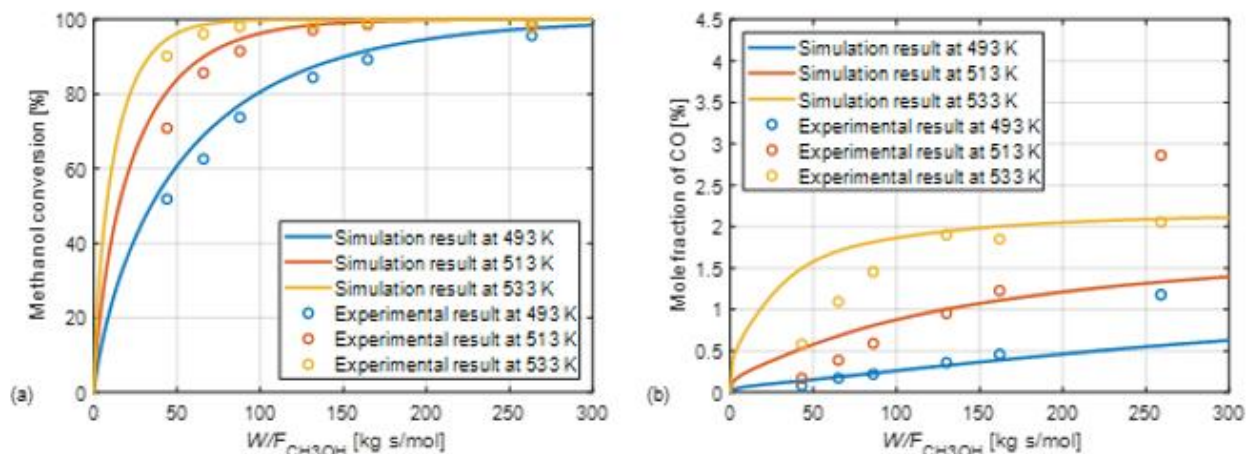 100
80
60
40
20
0
Methanol conversion [%]
Simulation result at 493 K
Simulation result at 513 K
Simulation result at 533 K
Experimental result at 493 K
Experimental result at 513 K
Experimental result at 533 K
0 50 100 150 200 250 300
W/F_CH3OH [kg s/mol]
(a)
4.5
4
3.5
3
2.5
2
1.5
1
0.5
0
Mole fraction of CO [%]
Simulation result at 493 K
Simulation result at 513 K
Simulation result at 533 K
Experimental result at 493 K
Experimental result at 513 K
Experimental result at 533 K
0 50 100 150 200 250 300
W/F_CH3OH [kg s/mol]
(b)